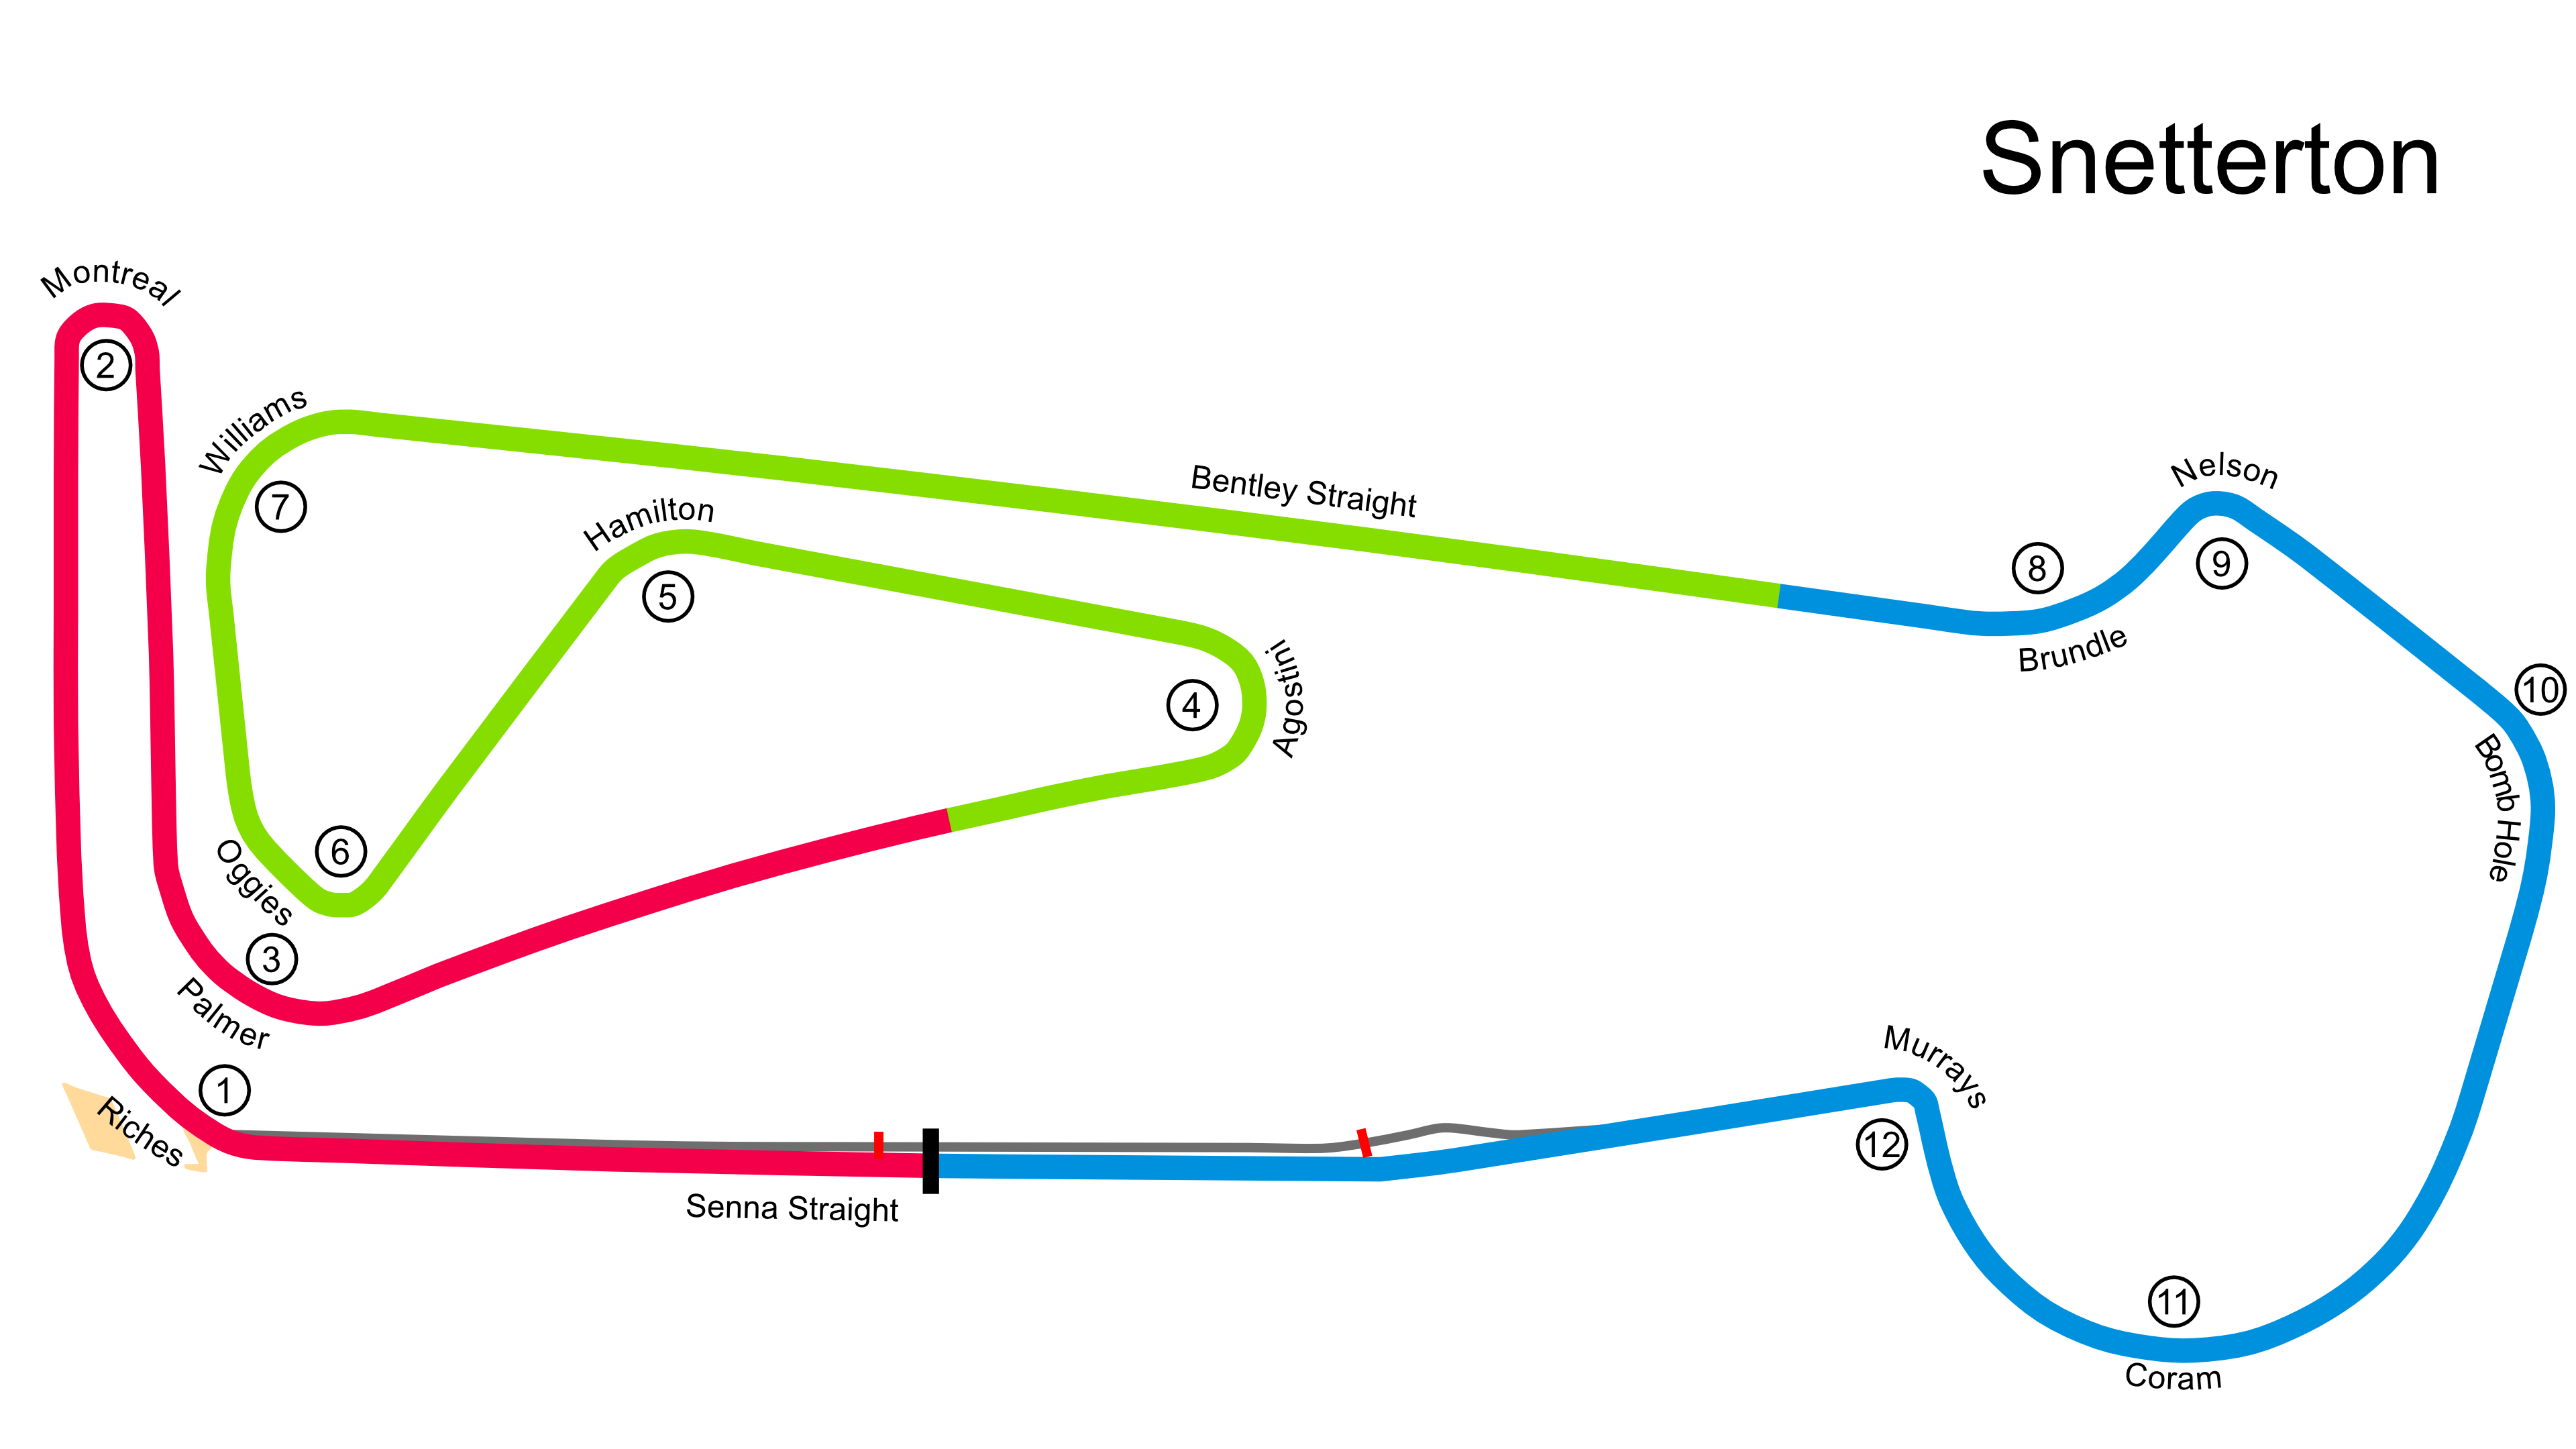 Snetterton
Montreal
2
Williams
7
Hamilton
5
Bentley Straight
Nelson
8
9
Brundle
10
Bomb Hole
Agostini
4
6
Oggies
3
Palmer
1
Riches
Senna Straight
Murrays
12
11
Coram